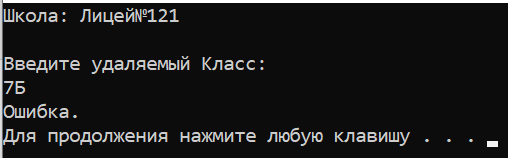 Школа: Лицей№121
Введите удаляемый Класс:
7Б
Ошибка.
Для продолжения нажмите любую клавишу . . .